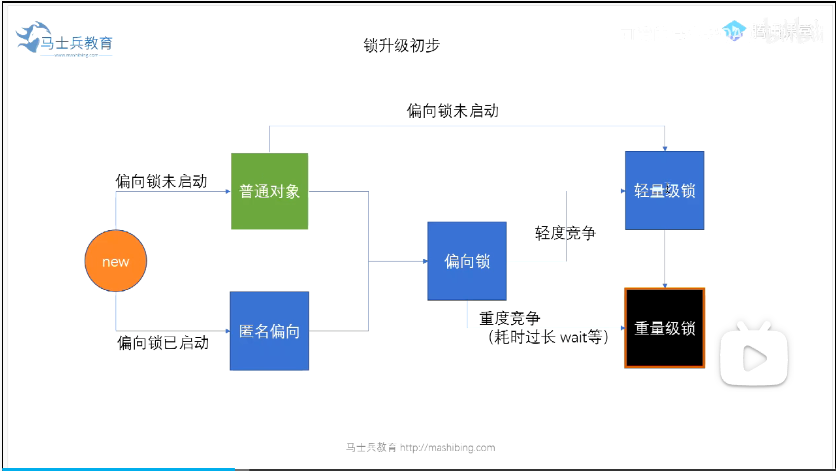 马士兵教育
www.mashibing.com
锁升级初步
偏向锁未启动
偏向锁未启动
普通对象
轻量级锁
轻度竞争
new
偏向锁
匿名偏向
偏向锁已启动
重度竞争
（耗时过长 wait等）
重量级锁
马士兵教育 http://mashibing.com